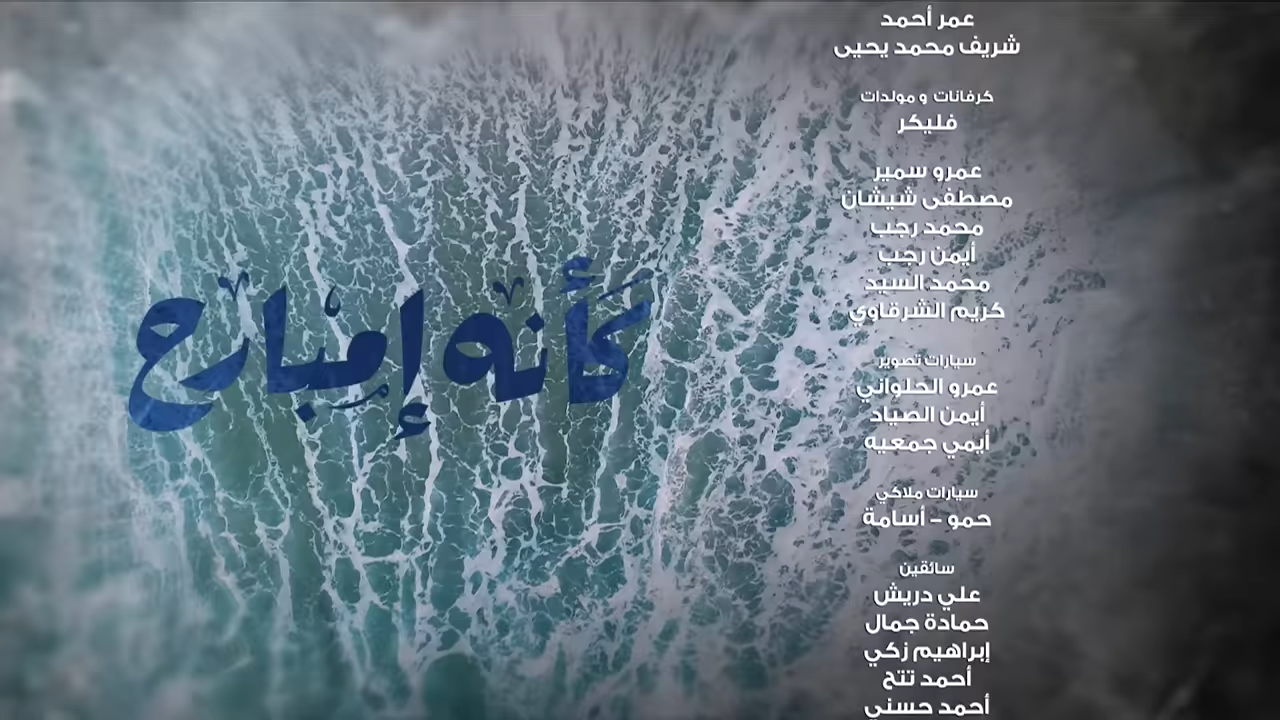 عمر أحمد
شريف محمد يحيى
كرفانات و مولدات
فليكر
عمرو سمير
مصطفى شيشان
محمد رجب
أيمن رجب
محمد السيد
كريم الشرقاوي
سيارات تصوير
عمرو الحلواني
أيمن الصياد
أيمي جمعيه
سيارات ملاكي
حمو - أسامة
سائقين
علي دريش
حمادة جمال
إبراهيم زكي
أحمد تتح
أحمد حسني
كأنه إمبارح